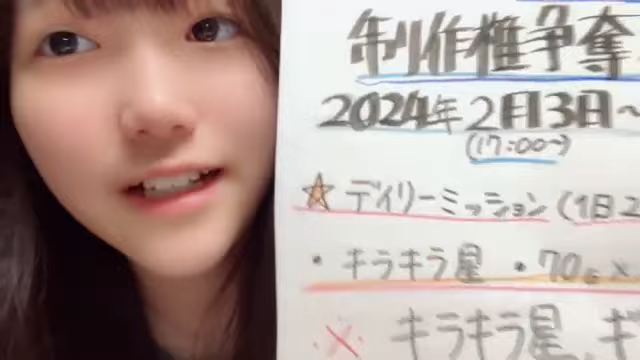 制作権争奪
2024年2月3日～
(17:00~)
デイリーミッション(1日2
・キラキラ星 ・70
※ キラキラ星 ギ